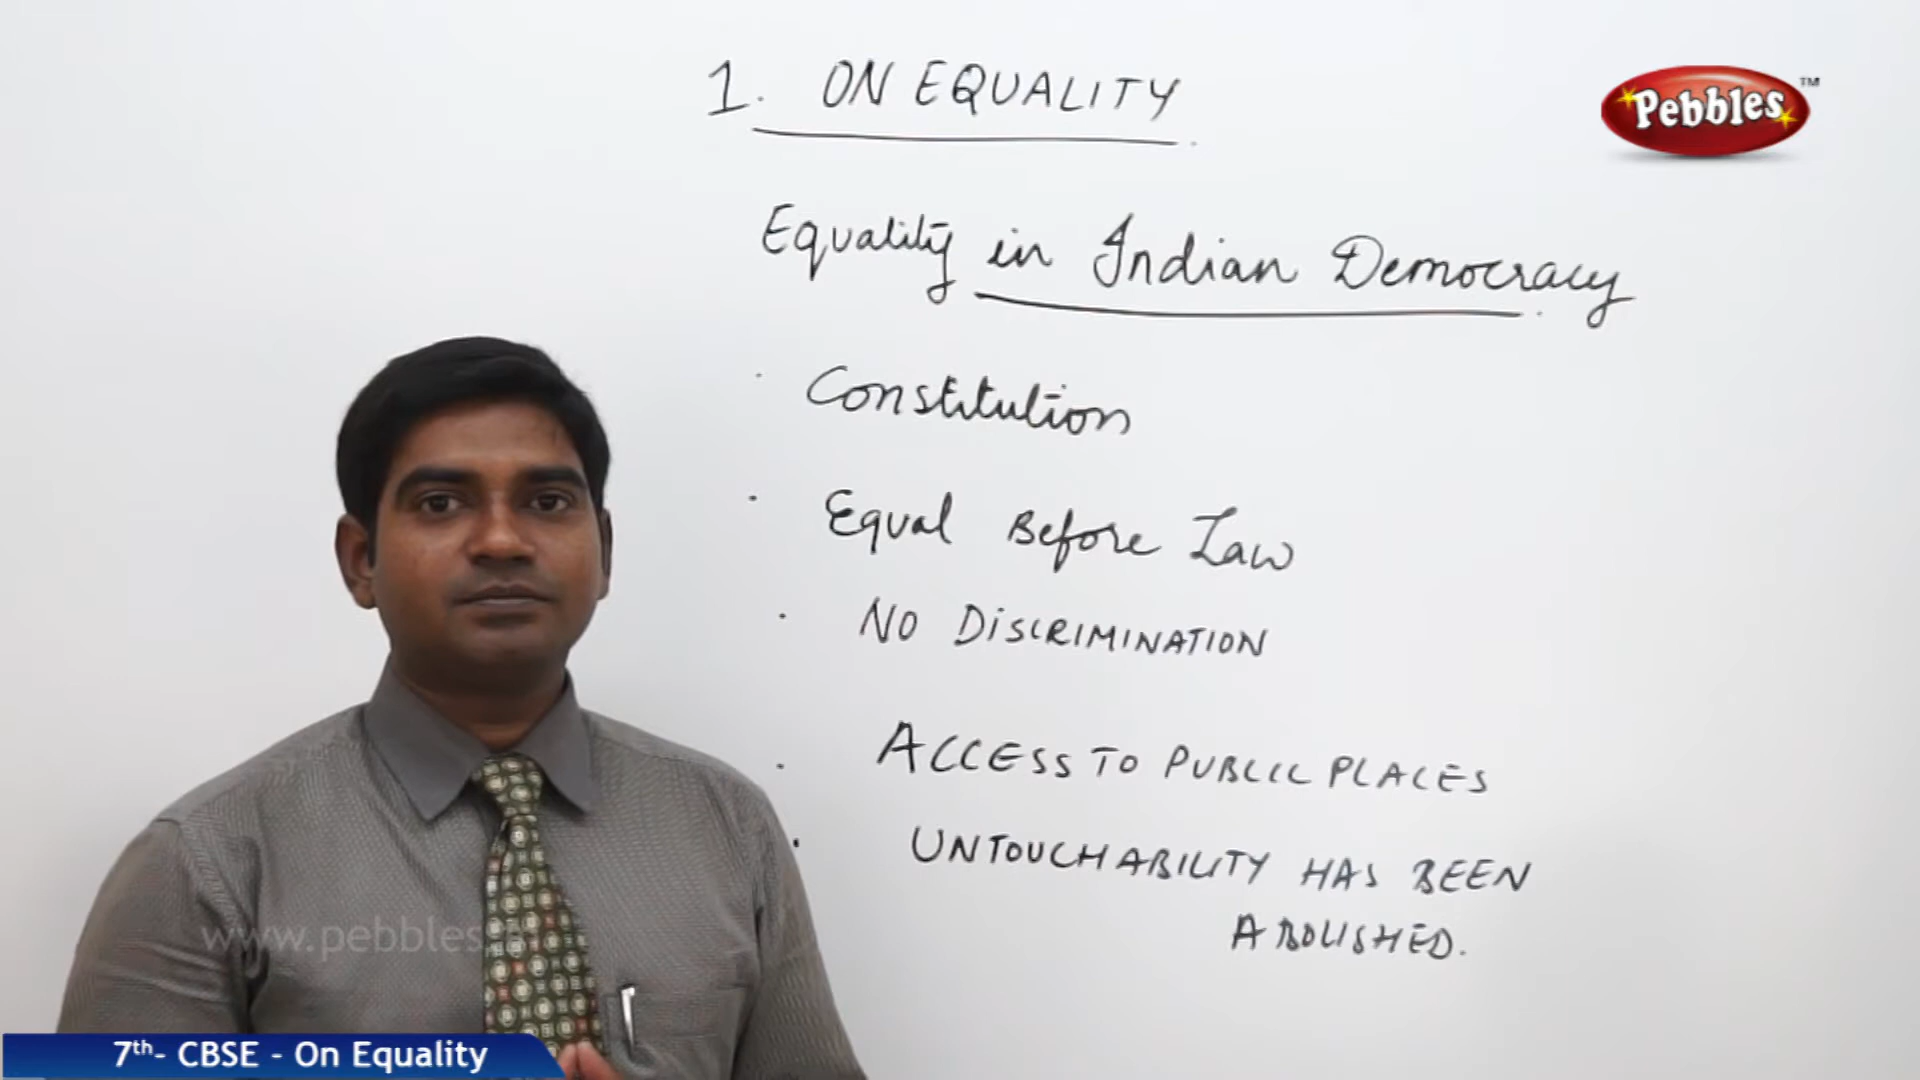 1. ON EQUALITY
Pebbles™
Equality in Indian Democracy
· Constitution
· Equal Before Law
· NO DISCRIMINATION
· ACCESS TO PUBLIC PLACES
· UNTOUCHABILITY HAS BEEN
ABOLISHED.
www.pebbles
7th- CBSE - On Equality